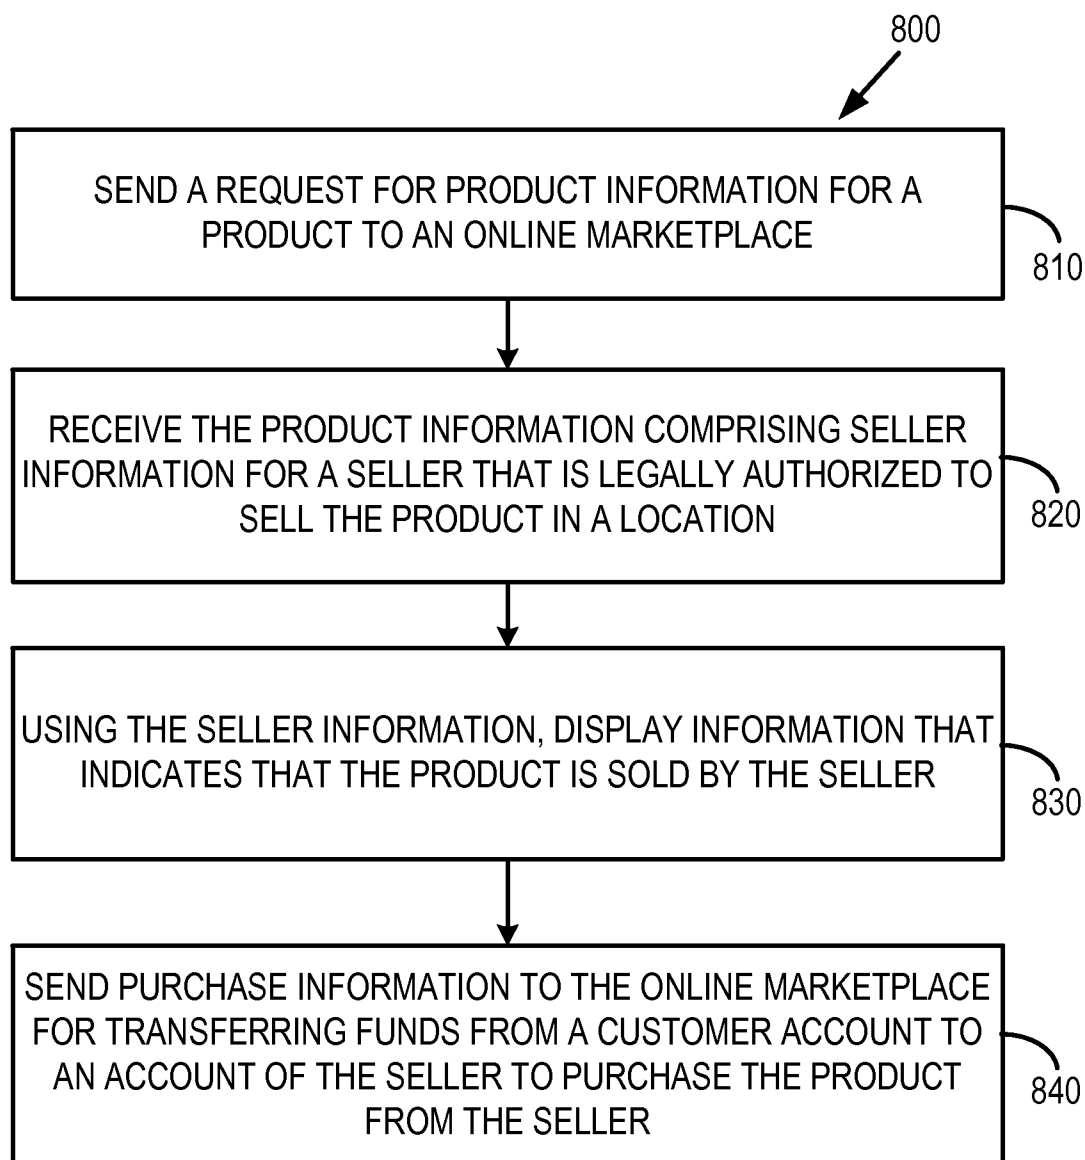 800
SEND A REQUEST FOR PRODUCT INFORMATION FOR A
PRODUCT TO AN ONLINE MARKETPLACE
810
RECEIVE THE PRODUCT INFORMATION COMPRISING SELLER
INFORMATION FOR A SELLER THAT IS LEGALLY AUTHORIZED TO
SELL THE PRODUCT IN A LOCATION
820
USING THE SELLER INFORMATION, DISPLAY INFORMATION THAT
INDICATES THAT THE PRODUCT IS SOLD BY THE SELLER
830
SEND PURCHASE INFORMATION TO THE ONLINE MARKETPLACE
FOR TRANSFERRING FUNDS FROM A CUSTOMER ACCOUNT TO
AN ACCOUNT OF THE SELLER TO PURCHASE THE PRODUCT
FROM THE SELLER
840